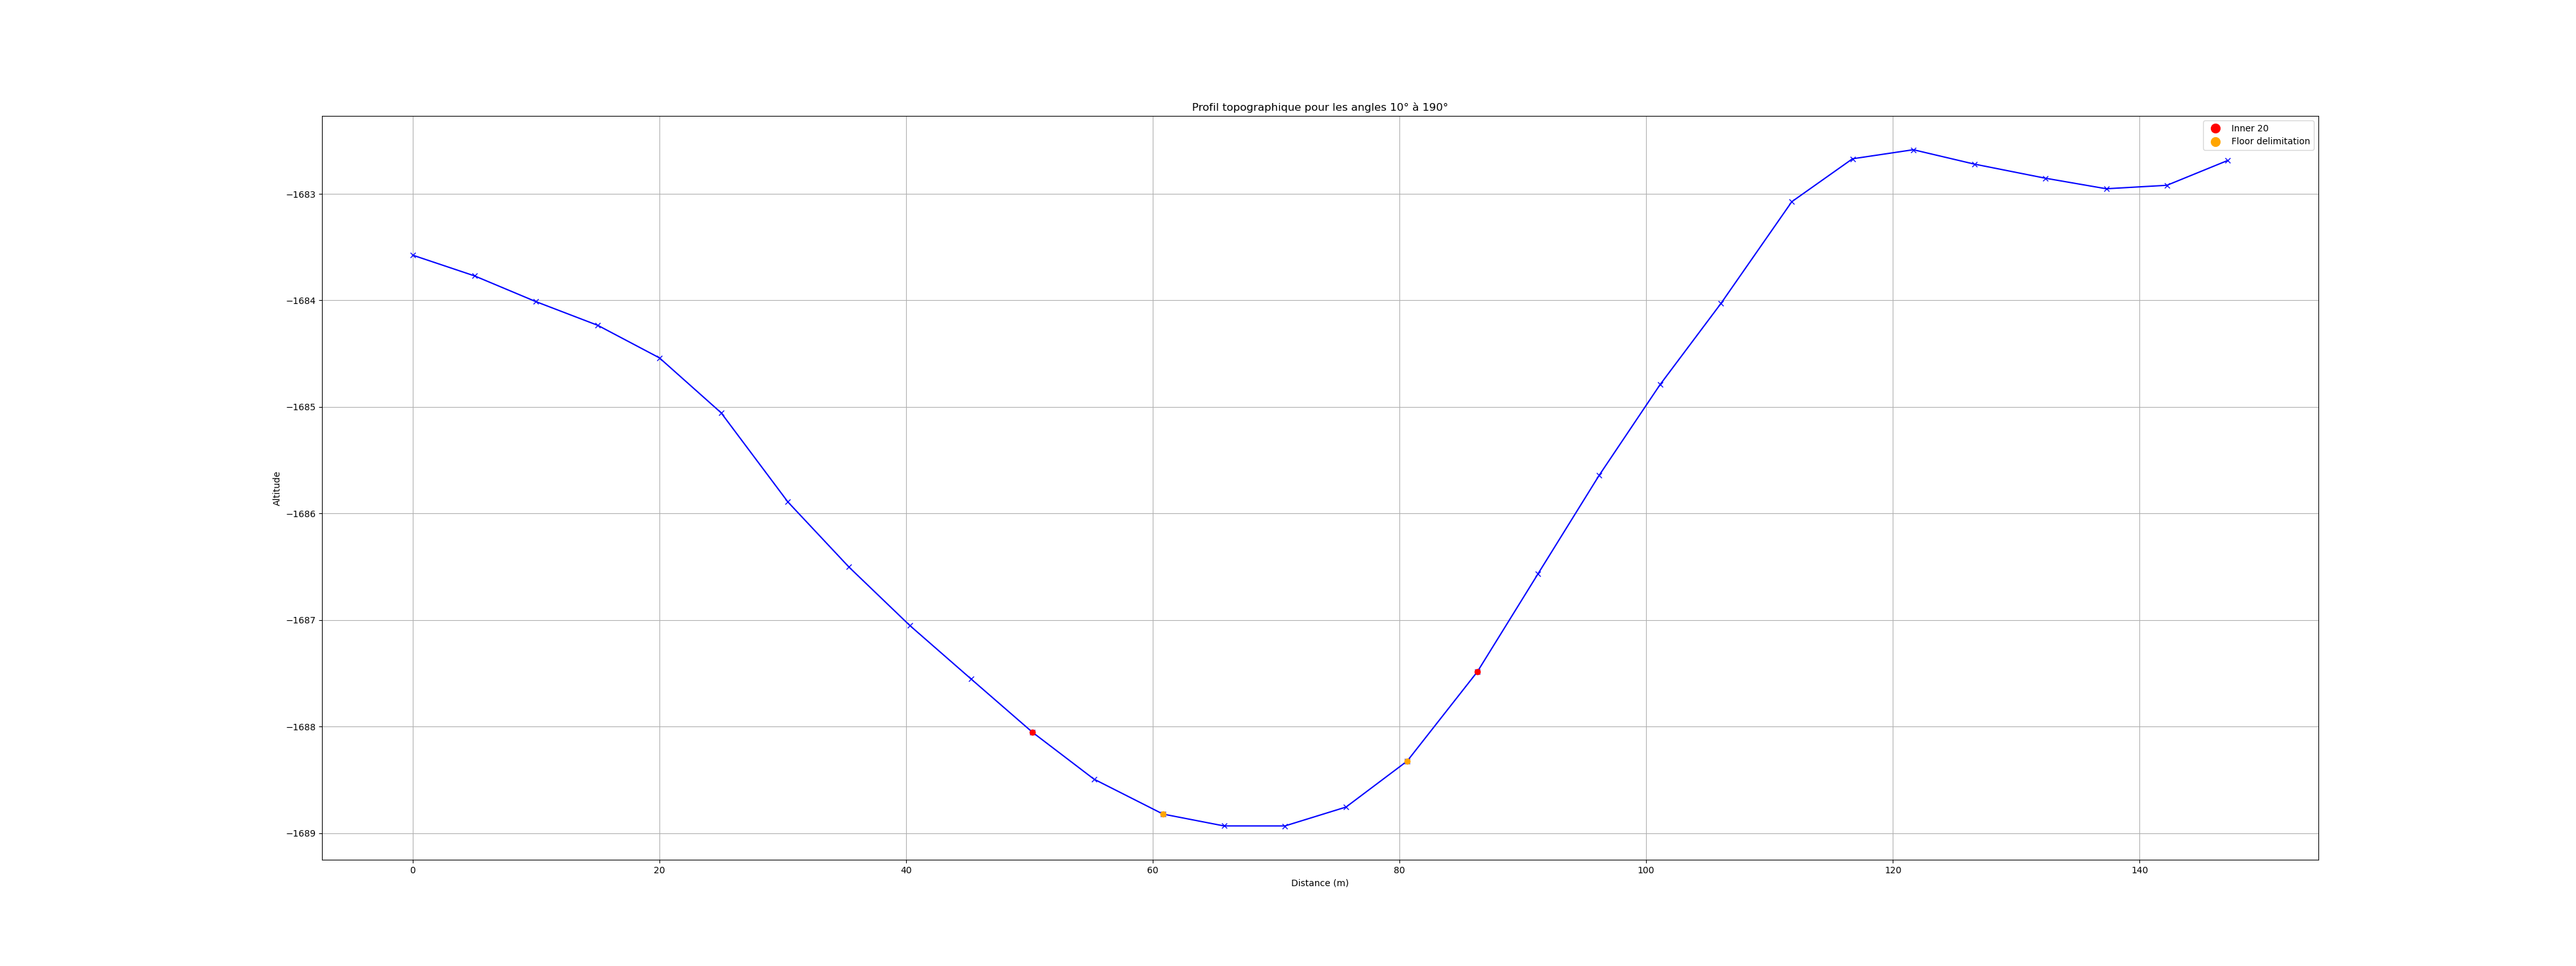 Profil topographique pour les angles 10° à 190°
Inner 20
Floor delimitation
Altitude
−1683
−1684
−1685
−1686
−1687
−1688
−1689
0 20 40 60 80 100 120 140
Distance (m)